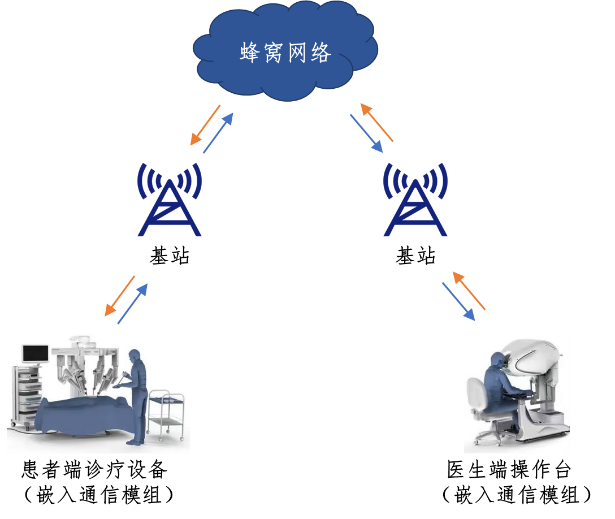 蜂窝网络
基站
基站
患者端诊疗设备
（嵌入通信模组）
医生端操作台
（嵌入通信模组）